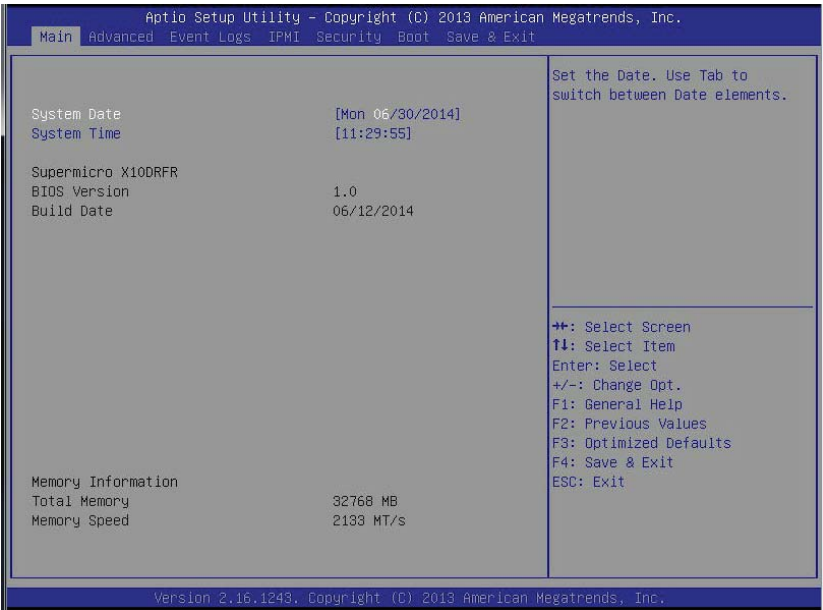 Aptio Setup Utility - Copyright (C) 2013 American Megatrends, Inc.
Main Advanced Event Logs IPMI Security Boot Save & Exit
Set the Date. Use Tab to
switch between Date elements.
System Date [Mon 06/30/2014]
System Time [11:29:55]
Supermicro X10DRFR
BIOS Version 1.0
Build Date 06/12/2014
Memory Information
Total Memory 32768 MB
Memory Speed 2133 MT/s
→←: Select Screen
↑↓: Select Item
Enter: Select
+/-: Change Opt.
F1: General Help
F2: Previous Values
F3: Optimized Defaults
F4: Save & Exit
ESC: Exit
Version 2.16.1243. Copyright (C) 2013 American Megatrends, Inc.